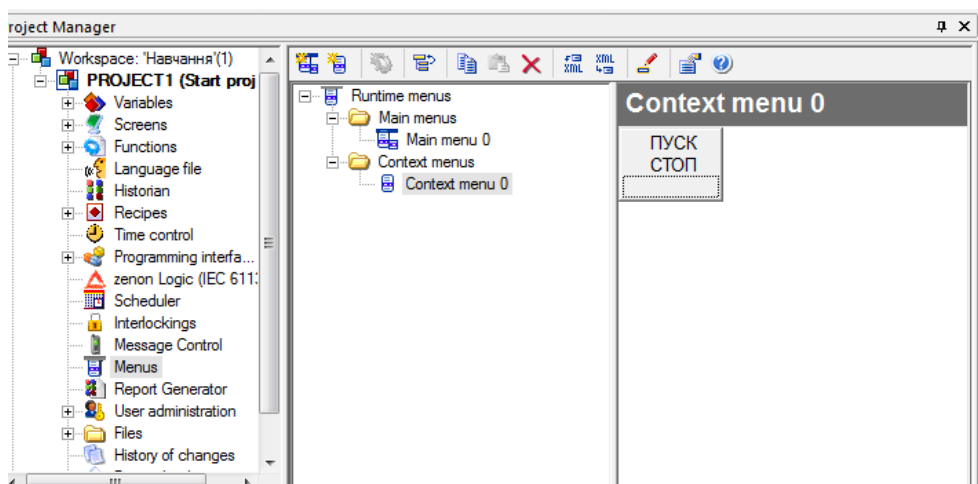 roject Manager
Workspace: 'Навчання'(1)
PROJECT1 (Start proj
Variables
Screens
Functions
Language file
Historian
Recipes
Time control
Programming interfa...
zenon Logic (IEC 611:
Scheduler
Interlockings
Message Control
Menus
Report Generator
User administration
Files
History of changes
XML
XML
Runtime menus
Main menus
Main menu 0
Context menus
Context menu 0
Context menu 0
ПУСК
СТОП